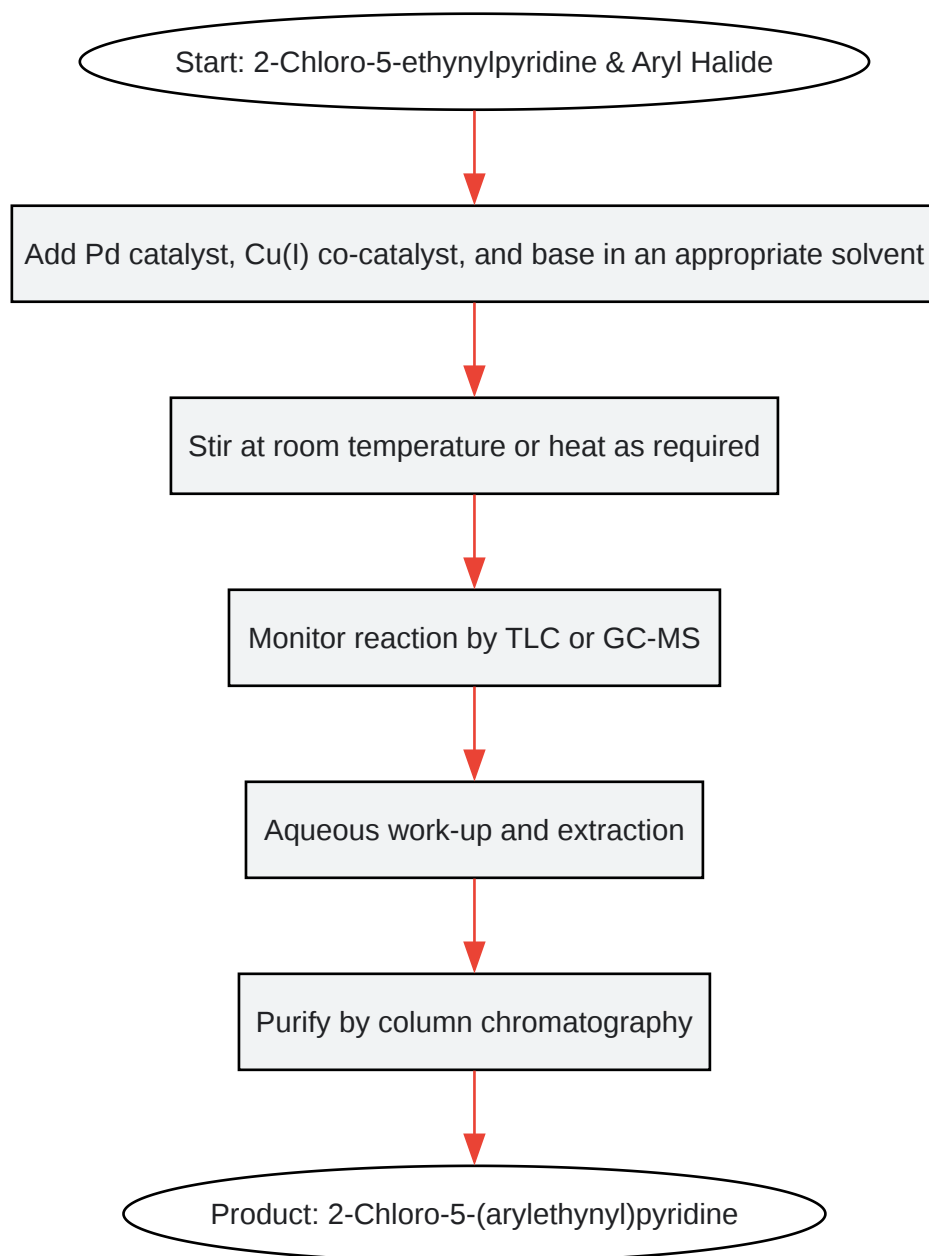 Start: 2-Chloro-5-ethynylpyridine & Aryl Halide
Add Pd catalyst, Cu(I) co-catalyst, and base in an appropriate solvent
Stir at room temperature or heat as required
Monitor reaction by TLC or GC-MS
Aqueous work-up and extraction
Purify by column chromatography
Product: 2-Chloro-5-(arylethynyl)pyridine